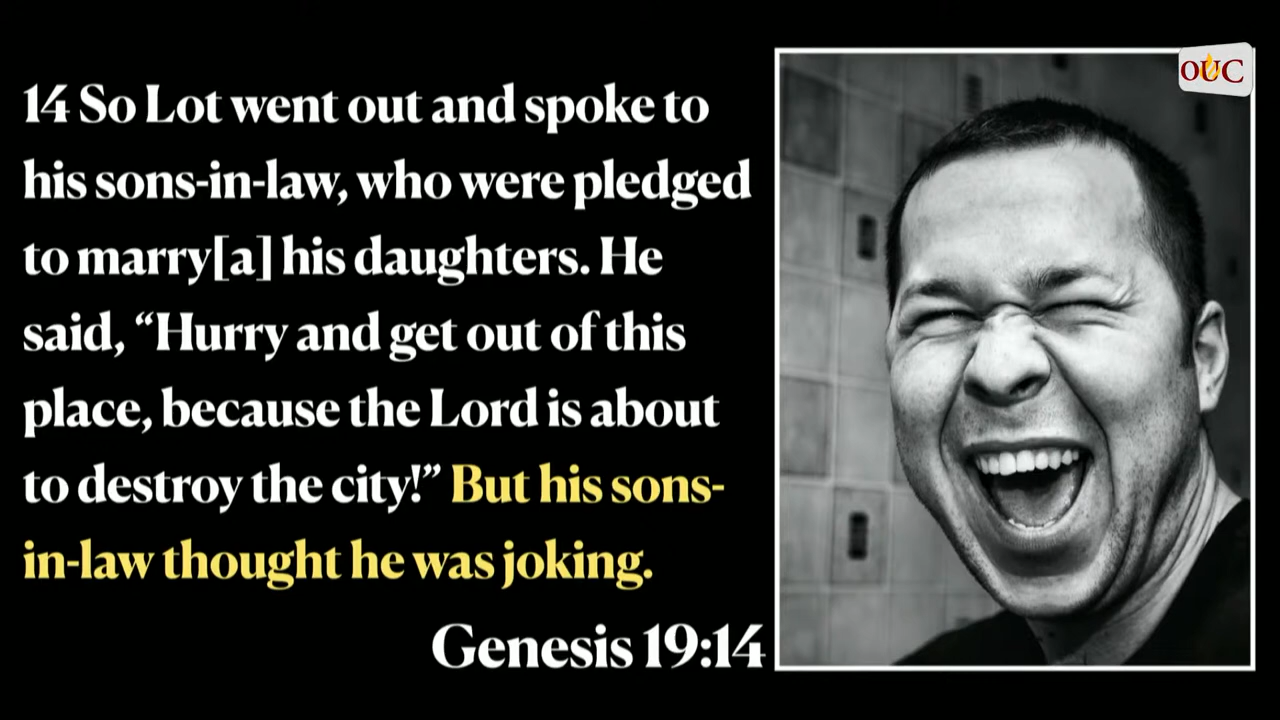 14 So Lot went out and spoke to
his sons-in-law, who were pledged
to marry[a] his daughters. He
said, “Hurry and get out of this
place, because the Lord is about
to destroy the city!” But his sons-
in-law thought he was joking.
Genesis 19:14
OUC